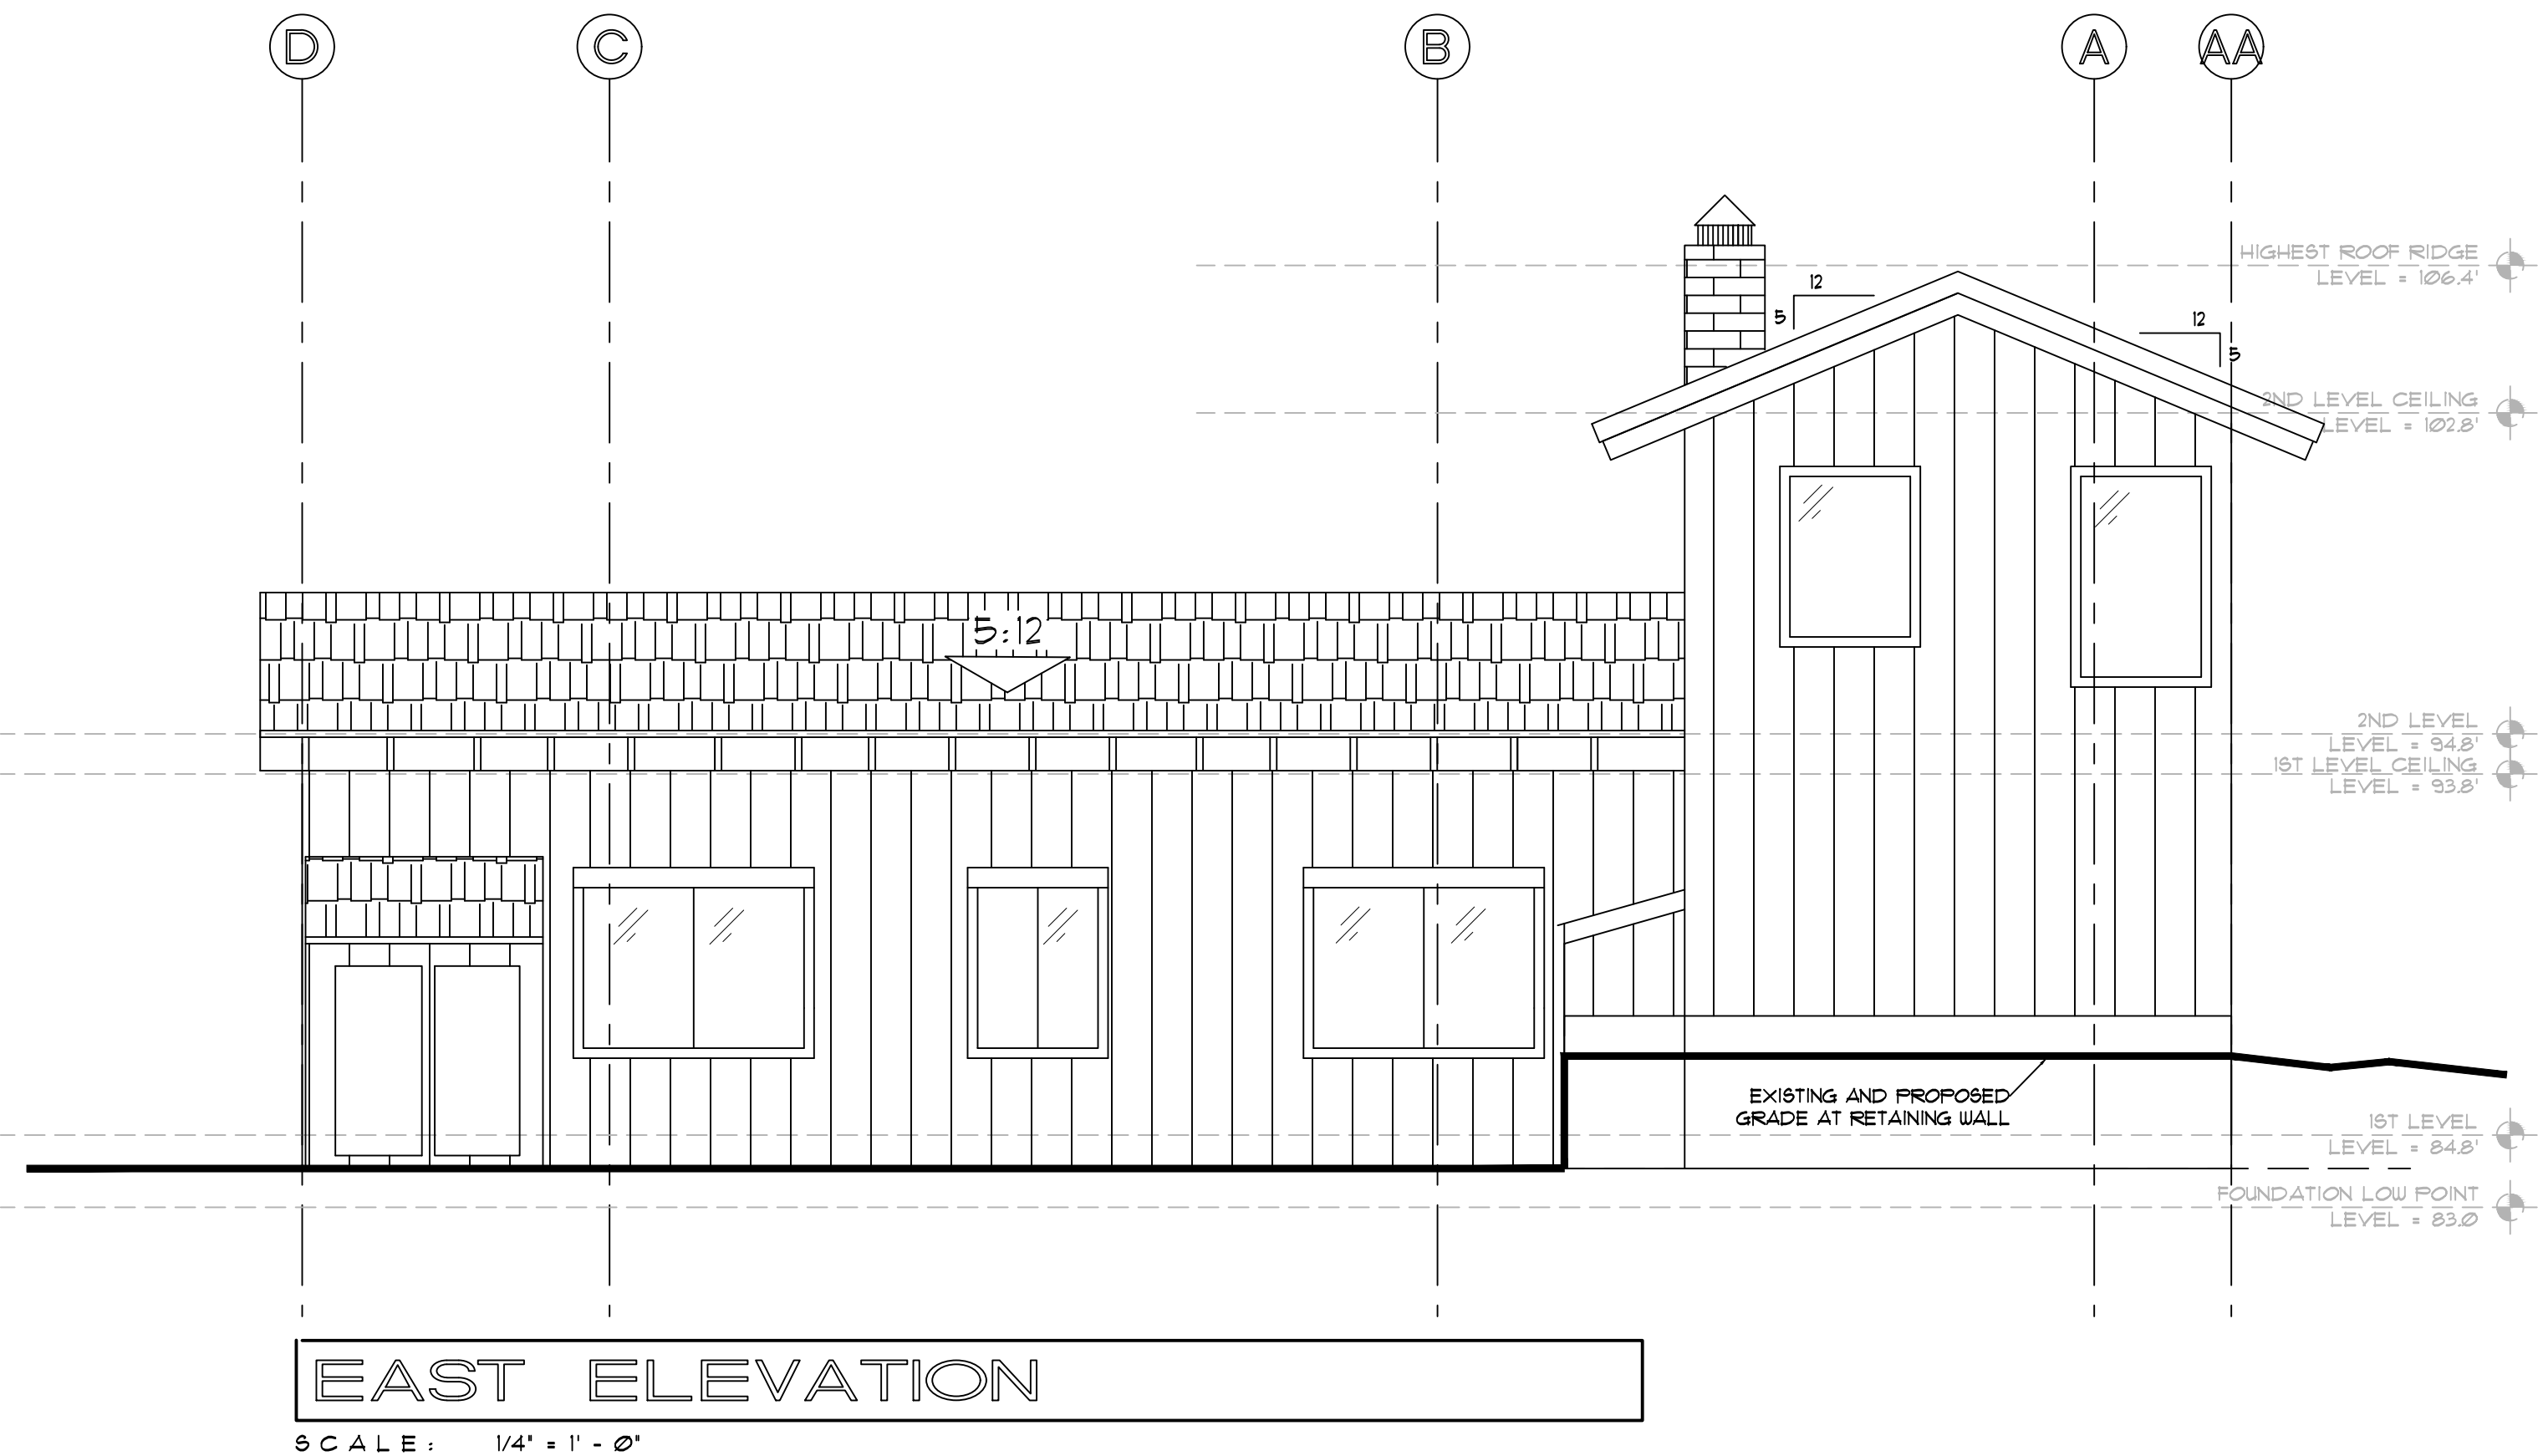 D
C
B
A
AA
HIGHEST ROOF RIDGE
LEVEL = 106.4'
12
5
12
5
2ND LEVEL CEILING
LEVEL = 102.8'
5:12
2ND LEVEL
LEVEL = 94.8'
1ST LEVEL CEILING
LEVEL = 93.8'
EXISTING AND PROPOSED
GRADE AT RETAINING WALL
1ST LEVEL
LEVEL = 84.8'
FOUNDATION LOW POINT
LEVEL = 83.0
EAST ELEVATION
SCALE: 1/4" = 1' - 0"